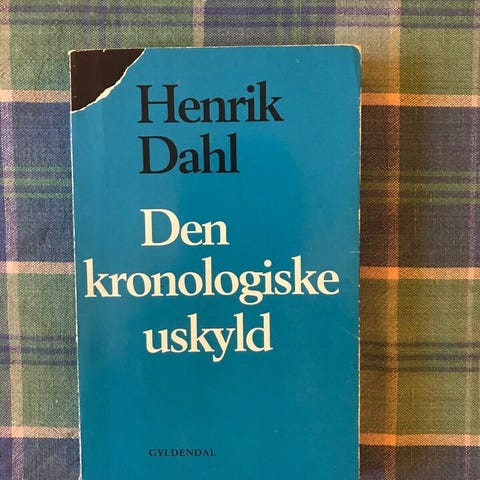 Henrik
Dahl
Den
kronologiske
uskyld
GYLDENDAL